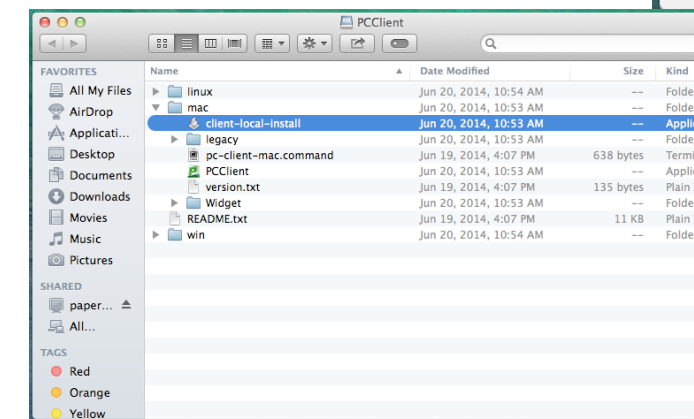 PCClient
FAVORITES
All My Files
AirDrop
Applicati...
Desktop
Documents
Downloads
Movies
Music
Pictures
SHARED
paper...
All...
TAGS
Red
Orange
Yellow
Name Date Modified Size Kind
linux Jun 20, 2014, 10:54 AM -- Folde
mac Jun 20, 2014, 10:53 AM -- Folde
client-local-install Jun 20, 2014, 10:53 AM -- Appli
legacy Jun 20, 2014, 10:53 AM -- Folde
pc-client-mac.command Jun 19, 2014, 4:07 PM 638 bytes Termi
PCClient Jun 20, 2014, 10:53 AM -- Appli
version.txt Jun 19, 2014, 4:07 PM 135 bytes Plain
Widget Jun 20, 2014, 10:53 AM -- Folde
README.txt Jun 19, 2014, 4:07 PM 11 KB Plain
win Jun 20, 2014, 10:54 AM -- Folde